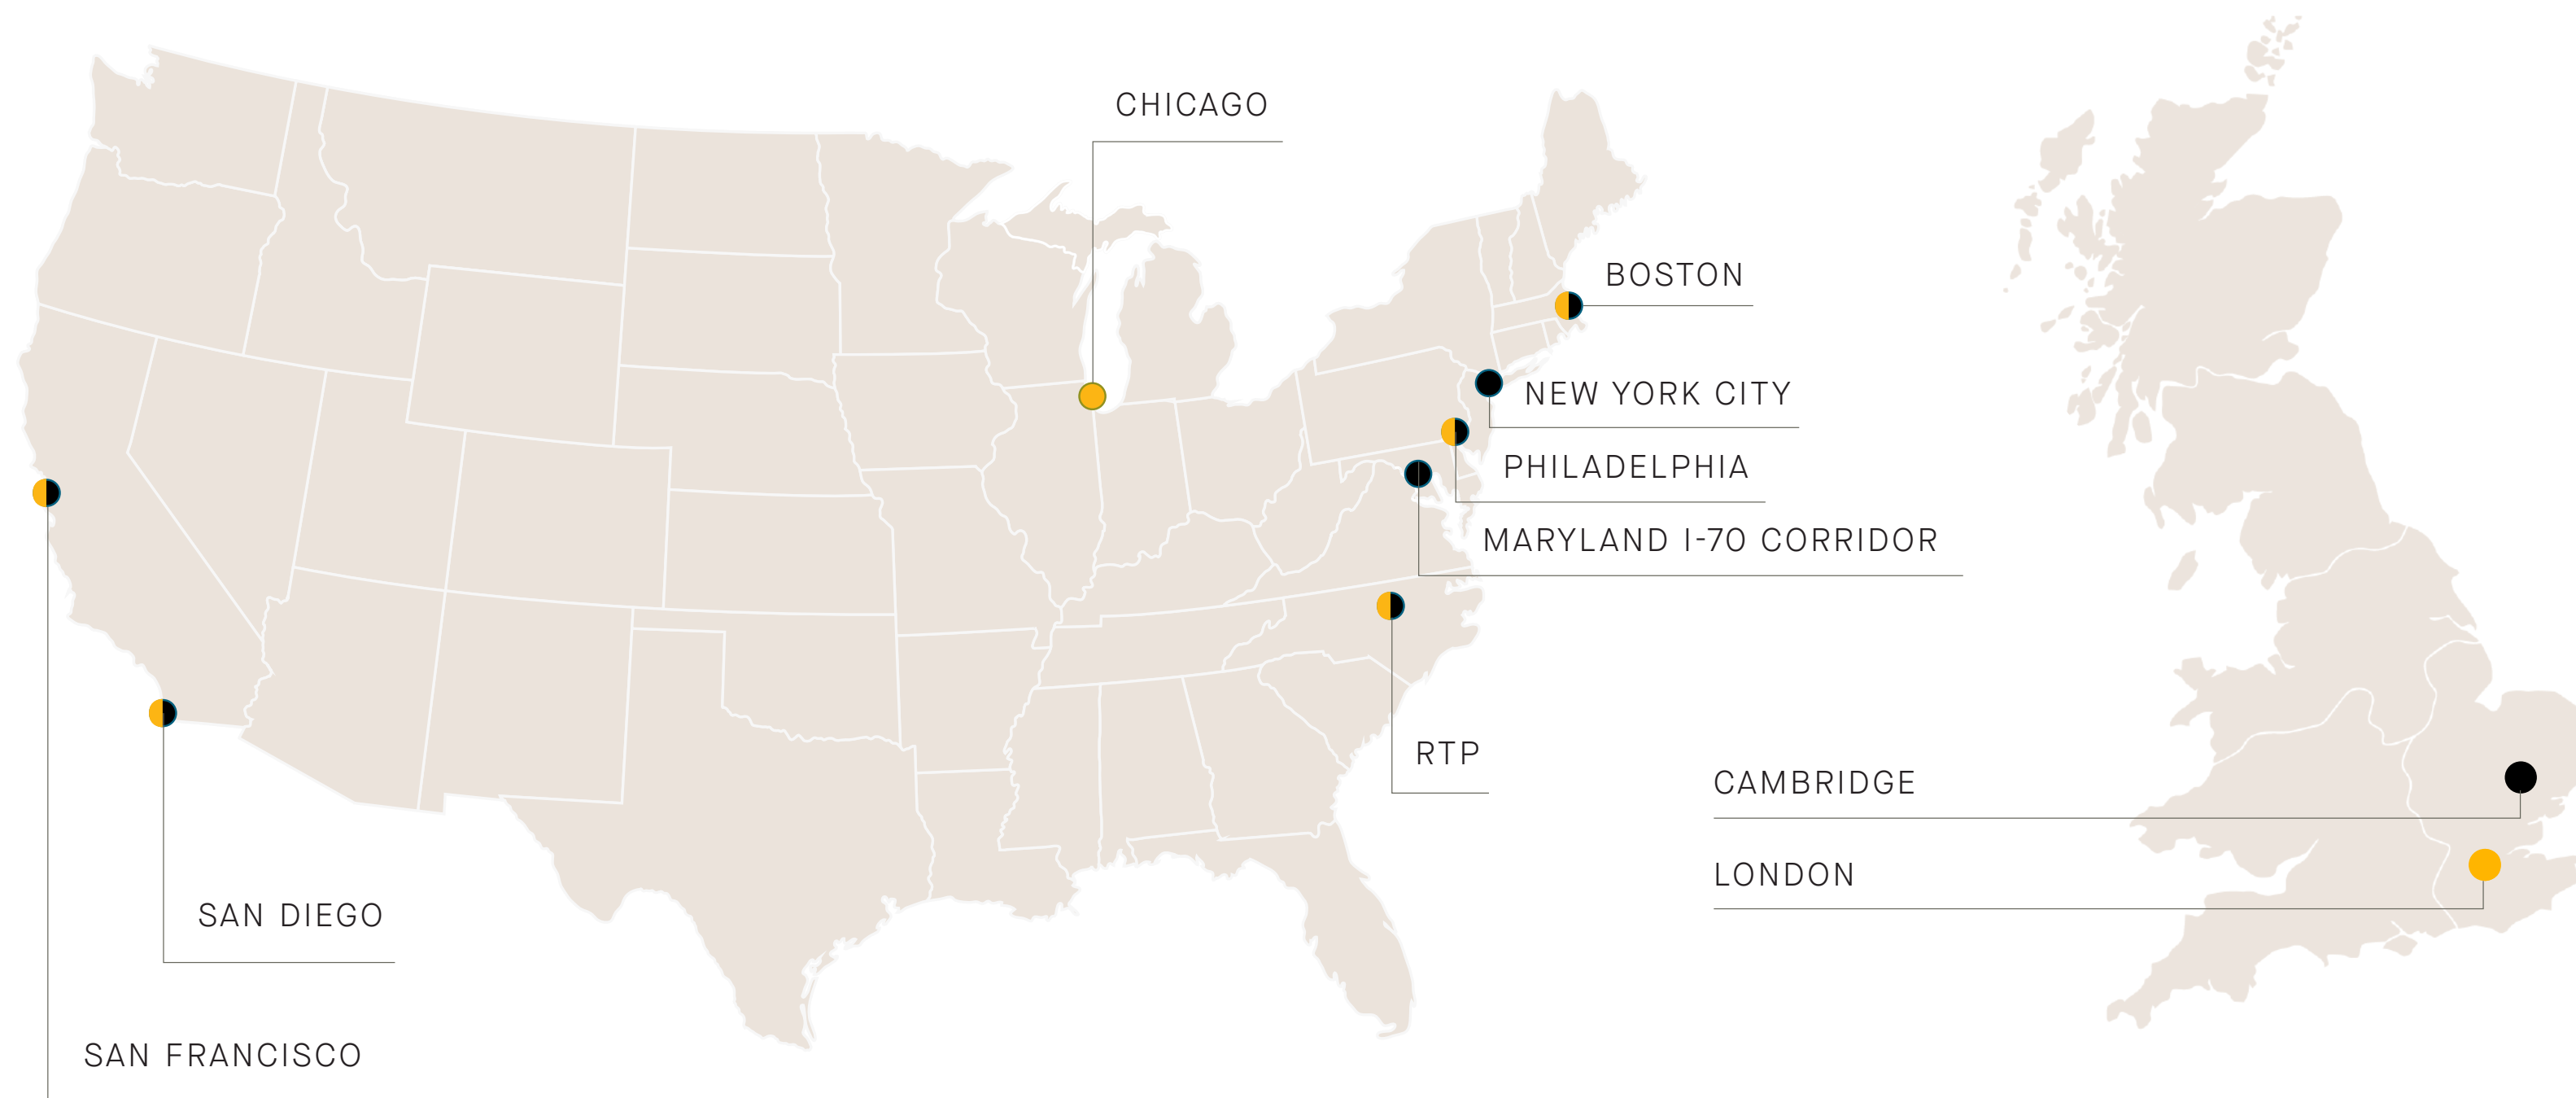 CHICAGO
BOSTON
NEW YORK CITY
PHILADELPHIA
MARYLAND I-70 CORRIDOR
RTP
CAMBRIDGE
LONDON
SAN DIEGO
SAN FRANCISCO